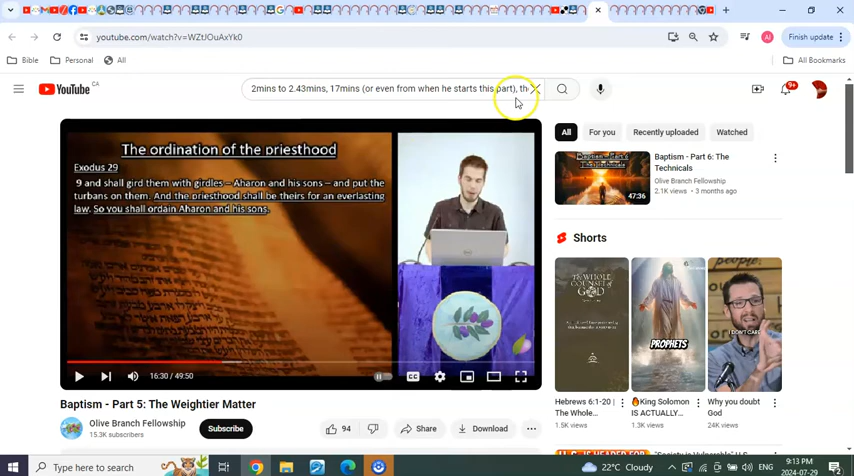 Finish update
youtube.com/watch?v=WZtJOuAxYk0
AI
Bible
Personal
All
All Bookmarks
YouTube CA
2mins to 2.43mins, 17mins (or even from when he starts this part), th
9+
The ordination of the priesthood
Exodus 29
9 and shall gird them with girdles – Aharon and his sons – and put the
turbans on them. And the priesthood shall be theirs for an everlasting
law. So you shall ordain Aharon and his sons.
16:30 / 49:50
CC
Baptism - Part 5: The Weightier Matter
Olive Branch Fellowship
15.3K subscribers
Subscribe
94
Share
Download
All
For you
Recently uploaded
Watched
47:36
Baptism - Part 6: The
Technicals
Olive Branch Fellowship
2.1K views • 3 months ago
Shorts
THE WHOLE
COUNSEL OF
GOD
PROPHETS
I DON'T CARE
Hebrews 6:1-20 |
The Whole...
1.5K views
🔥King Solomon
IS ACTUALLY...
1.3K views
Why you doubt
God
24K views
Type here to search
22°C Cloudy
9:13 PM
2024-07-29